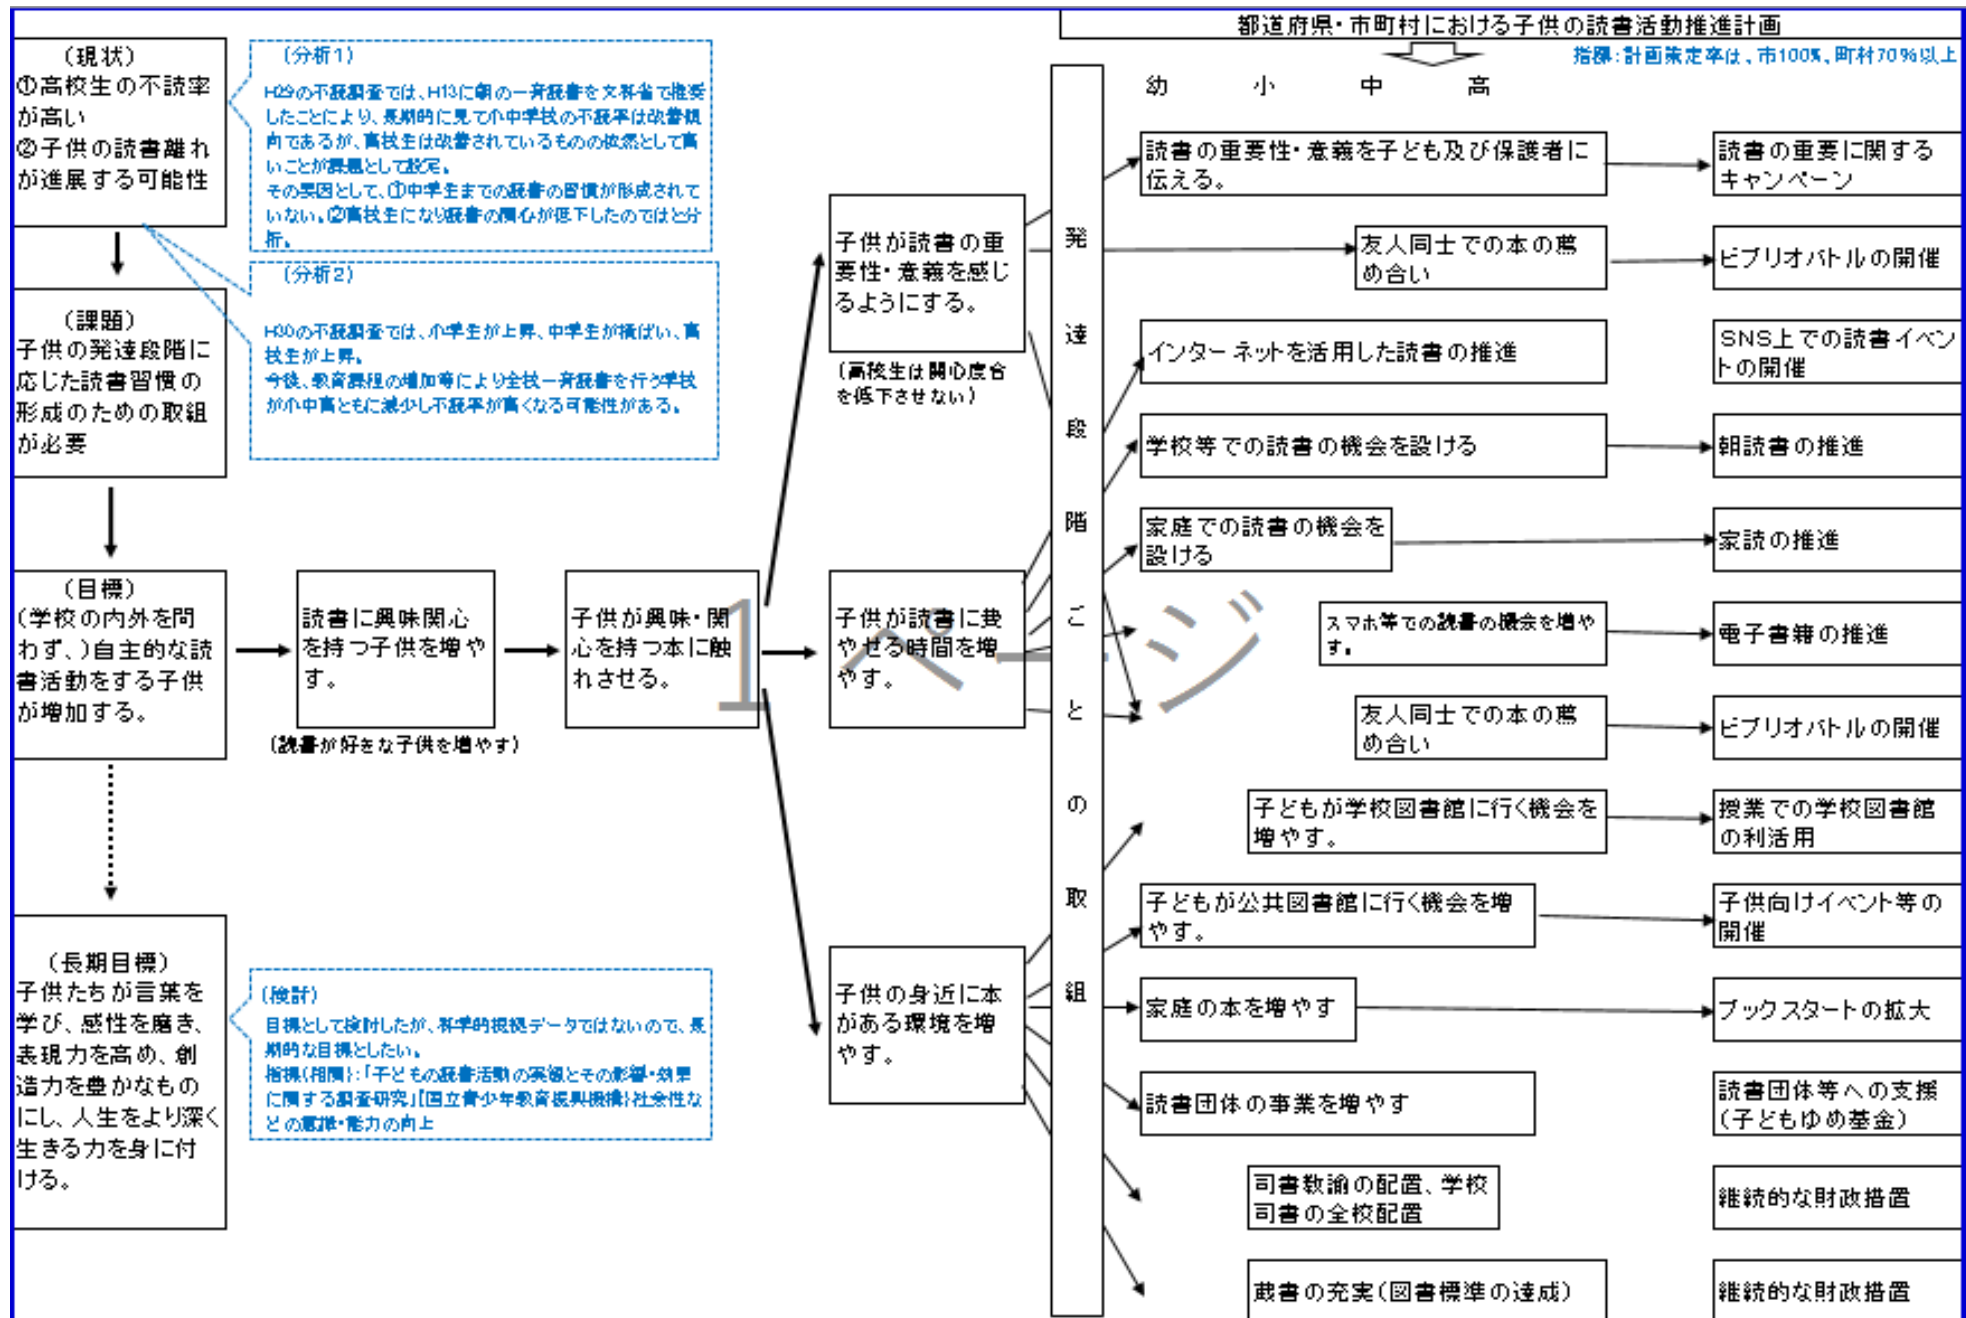 都道府県・市町村における子供の読書活動推進計画
指標:計画策定率は、市100%、町村70%以上
(現状)
①高校生の不読率
が高い
②子供の読書離れ
が進展する可能性
(分析1)
H29の不読調査では、H13に朝の一斉読書を文科省で推奨
したことにより、長期的に見て小中学校の不読率は改善傾
向であるが、高校生は改善されているものの依然として高
いことが課題として設定。
その要因として、①中学生までの読書の習慣が形成されて
いない。②高校生になり読書の関心が低下したのではと分
析。
(分析2)
H30の不読調査では、小学生が上昇、中学生が横ばい、高
校生が上昇。
今後、教育課程の増加等により全校一斉読書を行う学校
が小中高ともに減少し不読率が高くなる可能性がある。
(課題)
子供の発達段階に
応じた読書習慣の
形成のための取組
が必要
(目標)
(学校の内外を問
わず、)自主的な読
書活動をする子供
が増加する。
読書に興味関心
を持つ子供を増や
す。
(読書が好きな子供を増やす)
子供が興味・関
心を持つ本に触
れさせる。
(長期目標)
子供たちが言葉を
学び、感性を磨き、
表現力を高め、創
造力を豊かなもの
にし、人生をより深く
生きる力を身に付
ける。
(検討)
目標として検討したが、科学的根拠データではないので、長
期的な目標としたい。
指標(相関):「子どもの読書活動の実態とその影響・効果
に関する調査研究」[国立青少年教育振興機構]社会性な
どの意識・能力の向上
子供が読書の重
要性・意義を感じ
るようにする。
(高校生は関心度合
を低下させない)
子供が読書に費
やせる時間を増
やす。
子供の身近に本
がある環境を増
やす。
発達段階ごとの取組
幼 小 中 高
読書の重要性・意義を子ども及び保護者に
伝える。
読書の重要に関する
キャンペーン
友人同士での本の薦
め合い
ビブリオバトルの開催
インターネットを活用した読書の推進
SNS上での読書イベン
トの開催
学校等での読書の機会を設ける
朝読書の推進
家庭での読書の機会を
設ける
家読の推進
スマホ等での読書の機会を増や
す。
電子書籍の推進
友人同士での本の薦
め合い
ビブリオバトルの開催
子どもが学校図書館に行く機会を
増やす。
授業での学校図書館
の利活用
子どもが公共図書館に行く機会を増
やす。
子供向けイベント等の
開催
家庭の本を増やす
ブックスタートの拡大
読書団体の事業を増やす
読書団体等への支援
(子どもゆめ基金)
司書教諭の配置、学校
司書の全校配置
継続的な財政措置
蔵書の充実(図書標準の達成)
継続的な財政措置
1 ページ